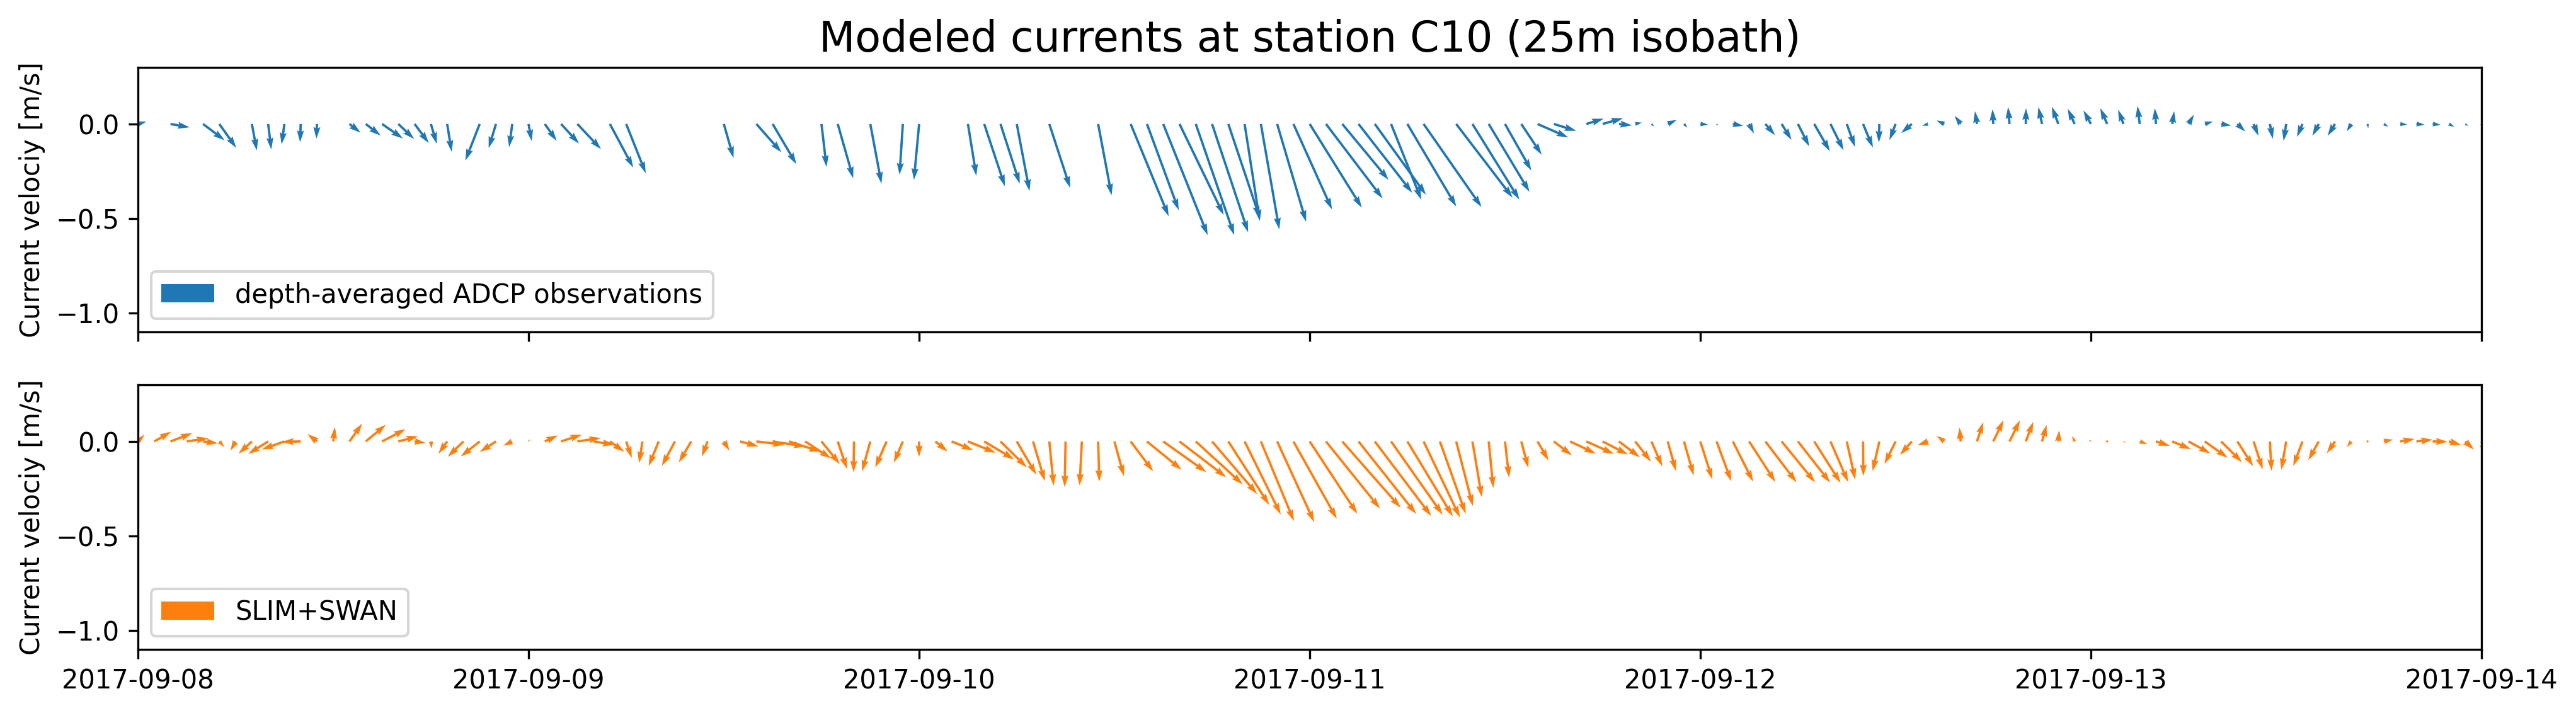 Modeled currents at station C10 (25m isobath)
Current velociy [m/s]
0.0
−0.5
−1.0
depth-averaged ADCP observations
Current velociy [m/s]
0.0
−0.5
−1.0
SLIM+SWAN
2017-09-08 2017-09-09 2017-09-10 2017-09-11 2017-09-12 2017-09-13 2017-09-14